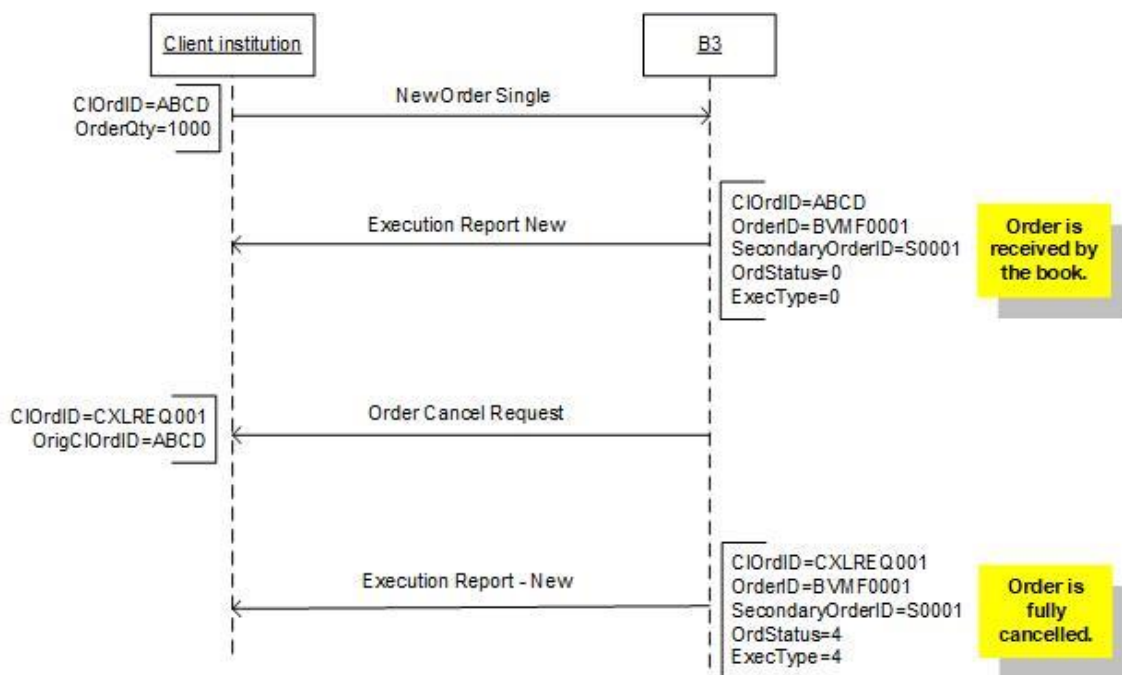 Client institution
B3
ClOrdID=ABCD
OrderQty=1000
New Order Single
Execution Report New
ClOrdID=ABCD
OrderID=BVMF0001
SecondaryOrderID=S0001
OrdStatus=0
ExecType=0
Order is
received by
the book.
ClOrdID=CXLREQ001
OrigClOrdID=ABCD
Order Cancel Request
Execution Report - New
ClOrdID=CXLREQ001
OrderID=BVMF0001
SecondaryOrderID=S0001
OrdStatus=4
ExecType=4
Order is
fully
cancelled.